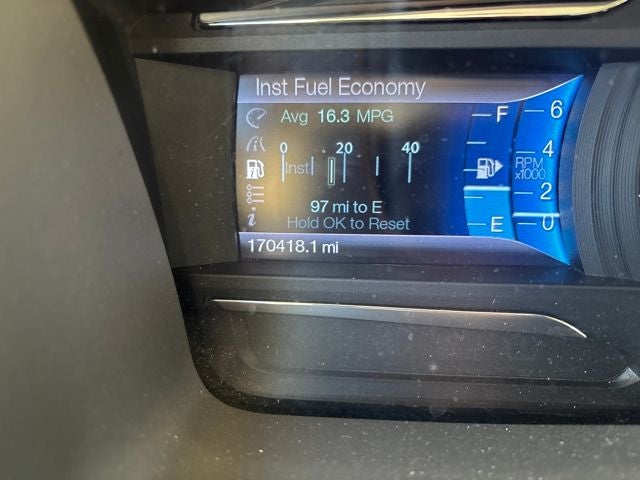 Inst Fuel Economy
Avg 16.3 MPG
0 20 40
Inst
97 mi to E
Hold OK to Reset
170418.1 mi
F
E
6
4
RPM
x1000
2
0